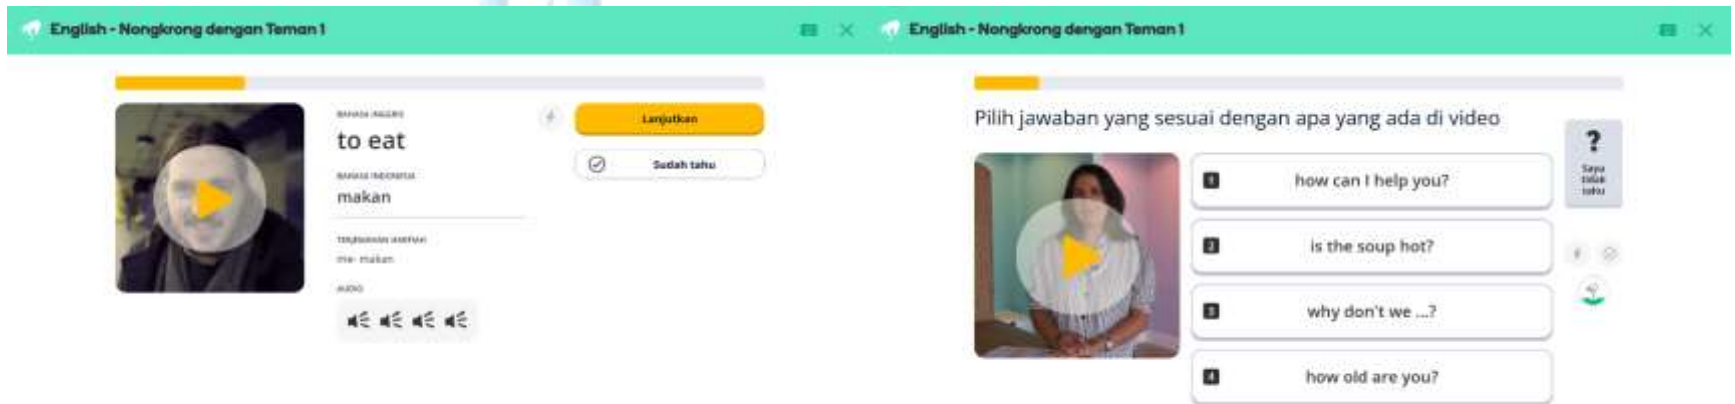 English - Nongkrong dengan Teman 1
BAHASA INGGRIS
to eat
BAHASA INDONESIA
makan
TERJEMAHAN HARFIAH
me- makan
AUDIO
Lanjutkan
Sudah tahu
English - Nongkrong dengan Teman 1
Pilih jawaban yang sesuai dengan apa yang ada di video
1 how can I help you?
2 is the soup hot?
3 why don't we ...?
4 how old are you?
?
Saya
tidak
tahu